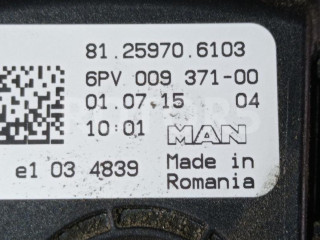 81.25970.6103
6PV 009 371-00
01.07.15 04
10:01 MAN
Made in
e1 03 4839
Romania